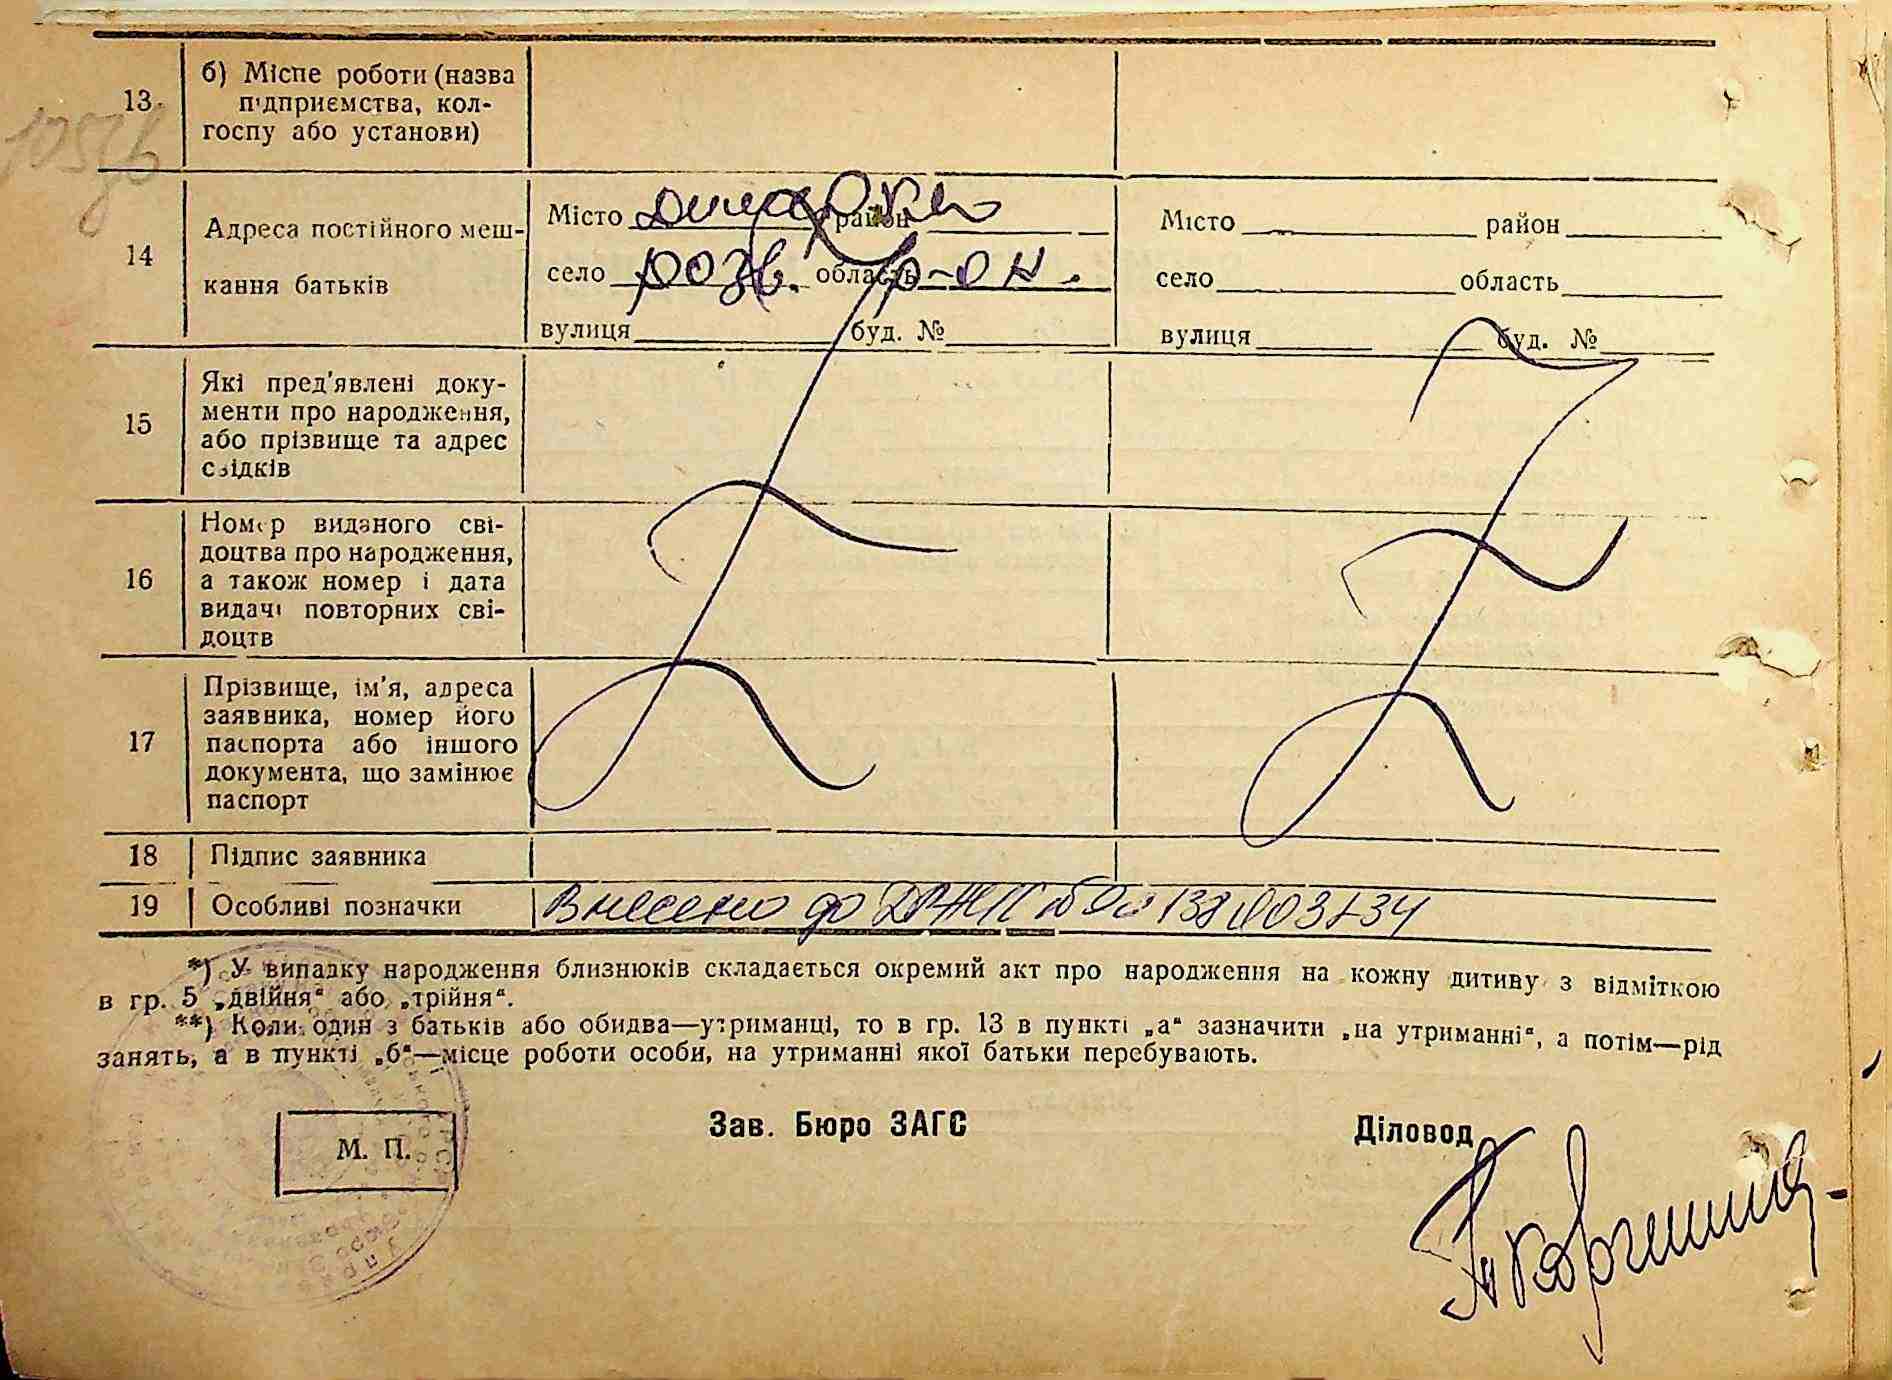 13.
б) Місце роботи (назва
підприємства, кол-
госпу або установи)
14
Адреса постійного меш-
кання батьків
Місто район
село розв. область р-он.
вулиця буд. №
Місто район
село область
вулиця буд. №
15
Які пред'явлені доку-
менти про народження,
або прізвище та адрес
свідків
16
Номер виданого сві-
доцтва про народження,
а також номер і дата
видачі повторних сві-
доцтв
17
Прізвище, ім'я, адреса
заявника, номер його
паспорта або іншого
документа, що замінює
паспорт
18 Підпис заявника
19 Особливі позначки Внесено до
*) У випадку народження близнюків складається окремий акт про народження на кожну дитину з відміткою
в гр. 5 „двійня“ або „трійня“.
**) Коли один з батьків або обидва—утриманці, то в гр. 13 в пункті „а“ зазначити „на утриманні“, а потім—рід
занять, а в пункті „б“—місце роботи особи, на утриманні якої батьки перебувають.
М. П.
Зав. Бюро ЗАГС
Діловод